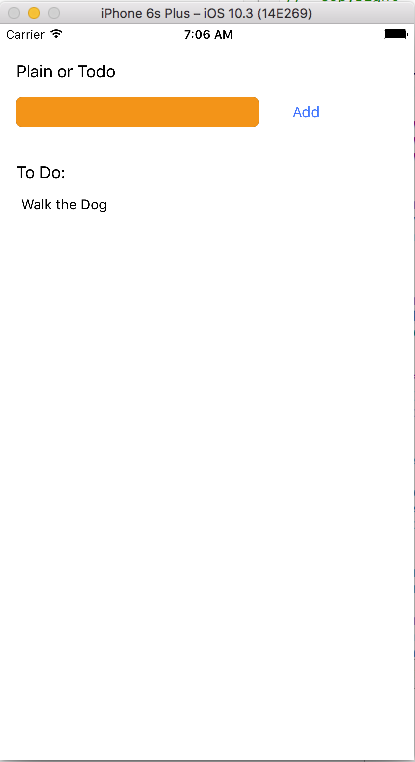 iPhone 6s Plus – iOS 10.3 (14E269)
Carrier 7:06 AM
Plain or Todo
Add
To Do:
Walk the Dog